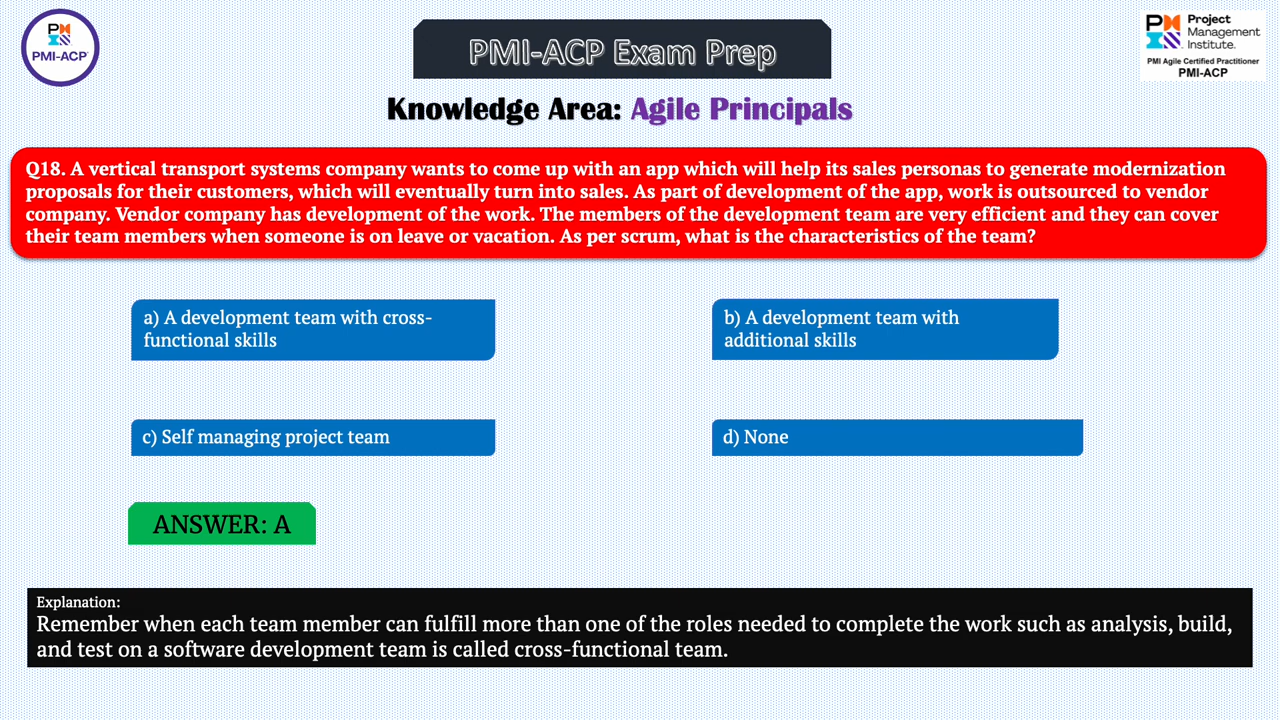 PMI-ACP
PMI-ACP Exam Prep
Project
Management
Institute.
PMI Agile Certified Practitioner
PMI-ACP
Knowledge Area: Agile Principals
Q18. A vertical transport systems company wants to come up with an app which will help its sales personas to generate modernization
proposals for their customers, which will eventually turn into sales. As part of development of the app, work is outsourced to vendor
company. Vendor company has development of the work. The members of the development team are very efficient and they can cover
their team members when someone is on leave or vacation. As per scrum, what is the characteristics of the team?
a) A development team with cross-
functional skills
b) A development team with
additional skills
c) Self managing project team
d) None
ANSWER: A
Explanation:
Remember when each team member can fulfill more than one of the roles needed to complete the work such as analysis, build,
and test on a software development team is called cross-functional team.